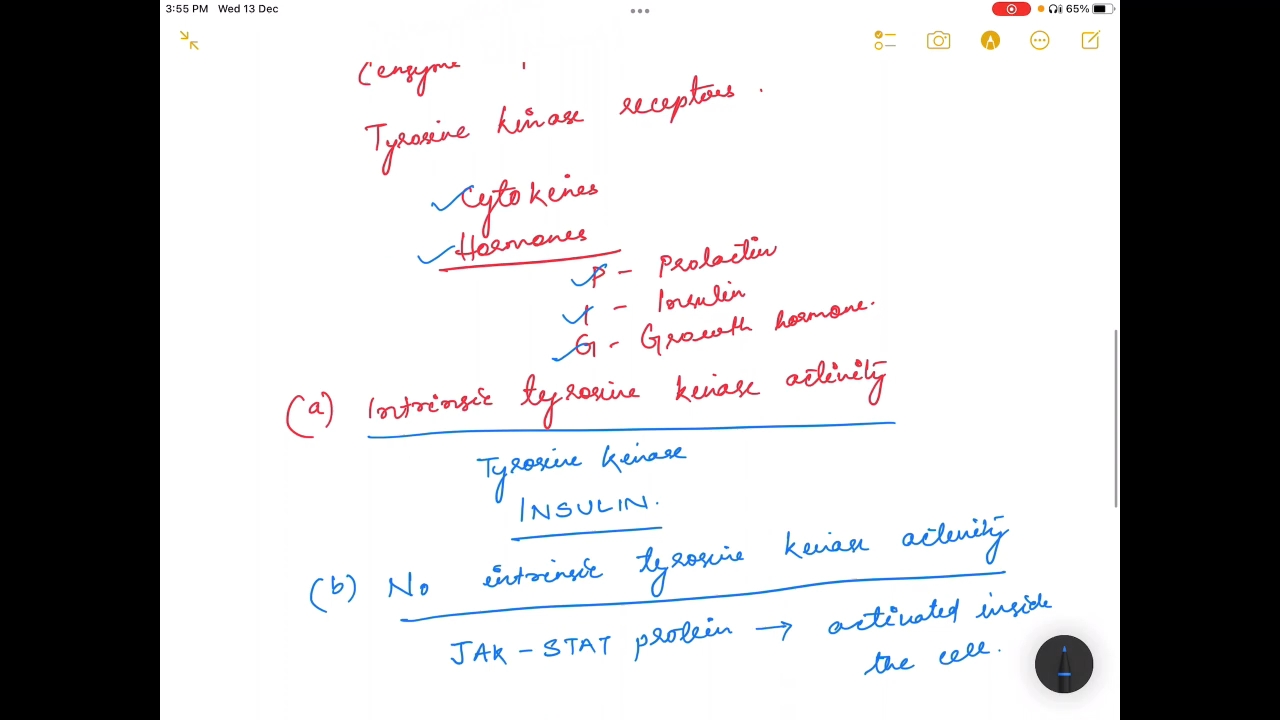 3:55 PM Wed 13 Dec
65%
(enzyme
Tyrosine kinase receptors.
Cytokines
Hormones
P - Prolactin
I - Insulin
G - Growth hormone.
(a) Intrinsic tyrosine kinase activity
Tyrosine kinase
INSULIN.
(b) No intrinsic tyrosine kinase activity
JAK - STAT protein → activated inside
the cell.